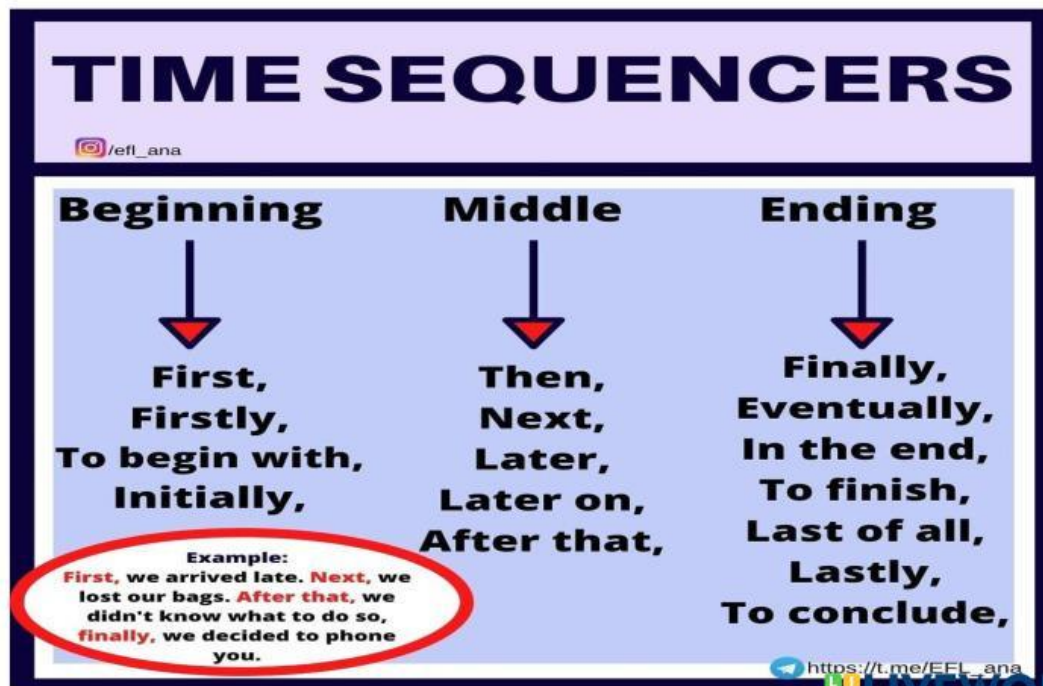 TIME SEQUENCERS
/efl_ana
Beginning
First,
Firstly,
To begin with,
Initially,
Example:
First, we arrived late. Next, we
lost our bags. After that, we
didn't know what to do so,
finally, we decided to phone
you.
Middle
Then,
Next,
Later,
Later on,
After that,
Ending
Finally,
Eventually,
In the end,
To finish,
Last of all,
Lastly,
To conclude,
https://t.me/EFL_ana